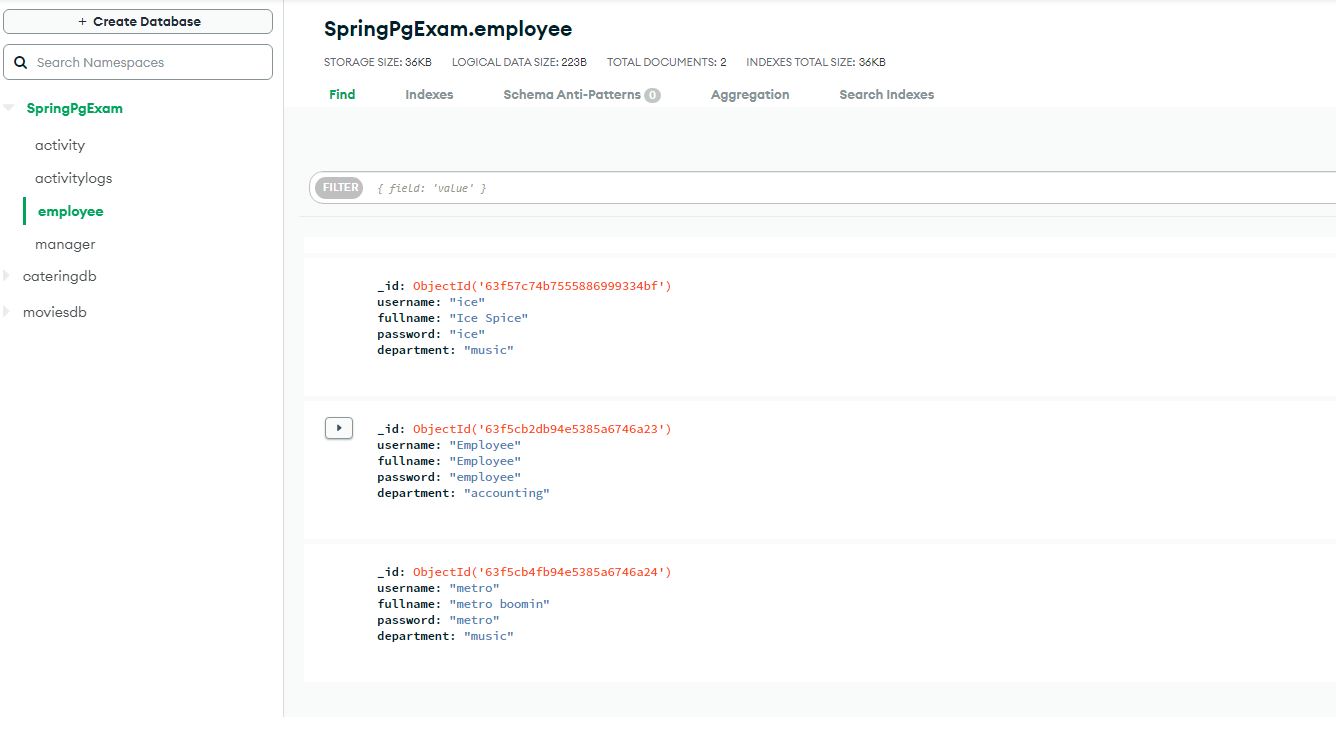 + Create Database
Search Namespaces
SpringPgExam
activity
activitylogs
employee
manager
cateringdb
moviesdb
SpringPgExam.employee
STORAGE SIZE: 36KB LOGICAL DATA SIZE: 223B TOTAL DOCUMENTS: 2 INDEXES TOTAL SIZE: 36KB
Find Indexes Schema Anti-Patterns 0 Aggregation Search Indexes
FILTER { field: 'value' }
_id: ObjectId('63f57c74b7555886999334bf')
username: "ice"
fullname: "Ice Spice"
password: "ice"
department: "music"
_id: ObjectId('63f5cb2db94e5385a6746a23')
username: "Employee"
fullname: "Employee"
password: "employee"
department: "accounting"
_id: ObjectId('63f5cb4fb94e5385a6746a24')
username: "metro"
fullname: "metro boomin"
password: "metro"
department: "music"